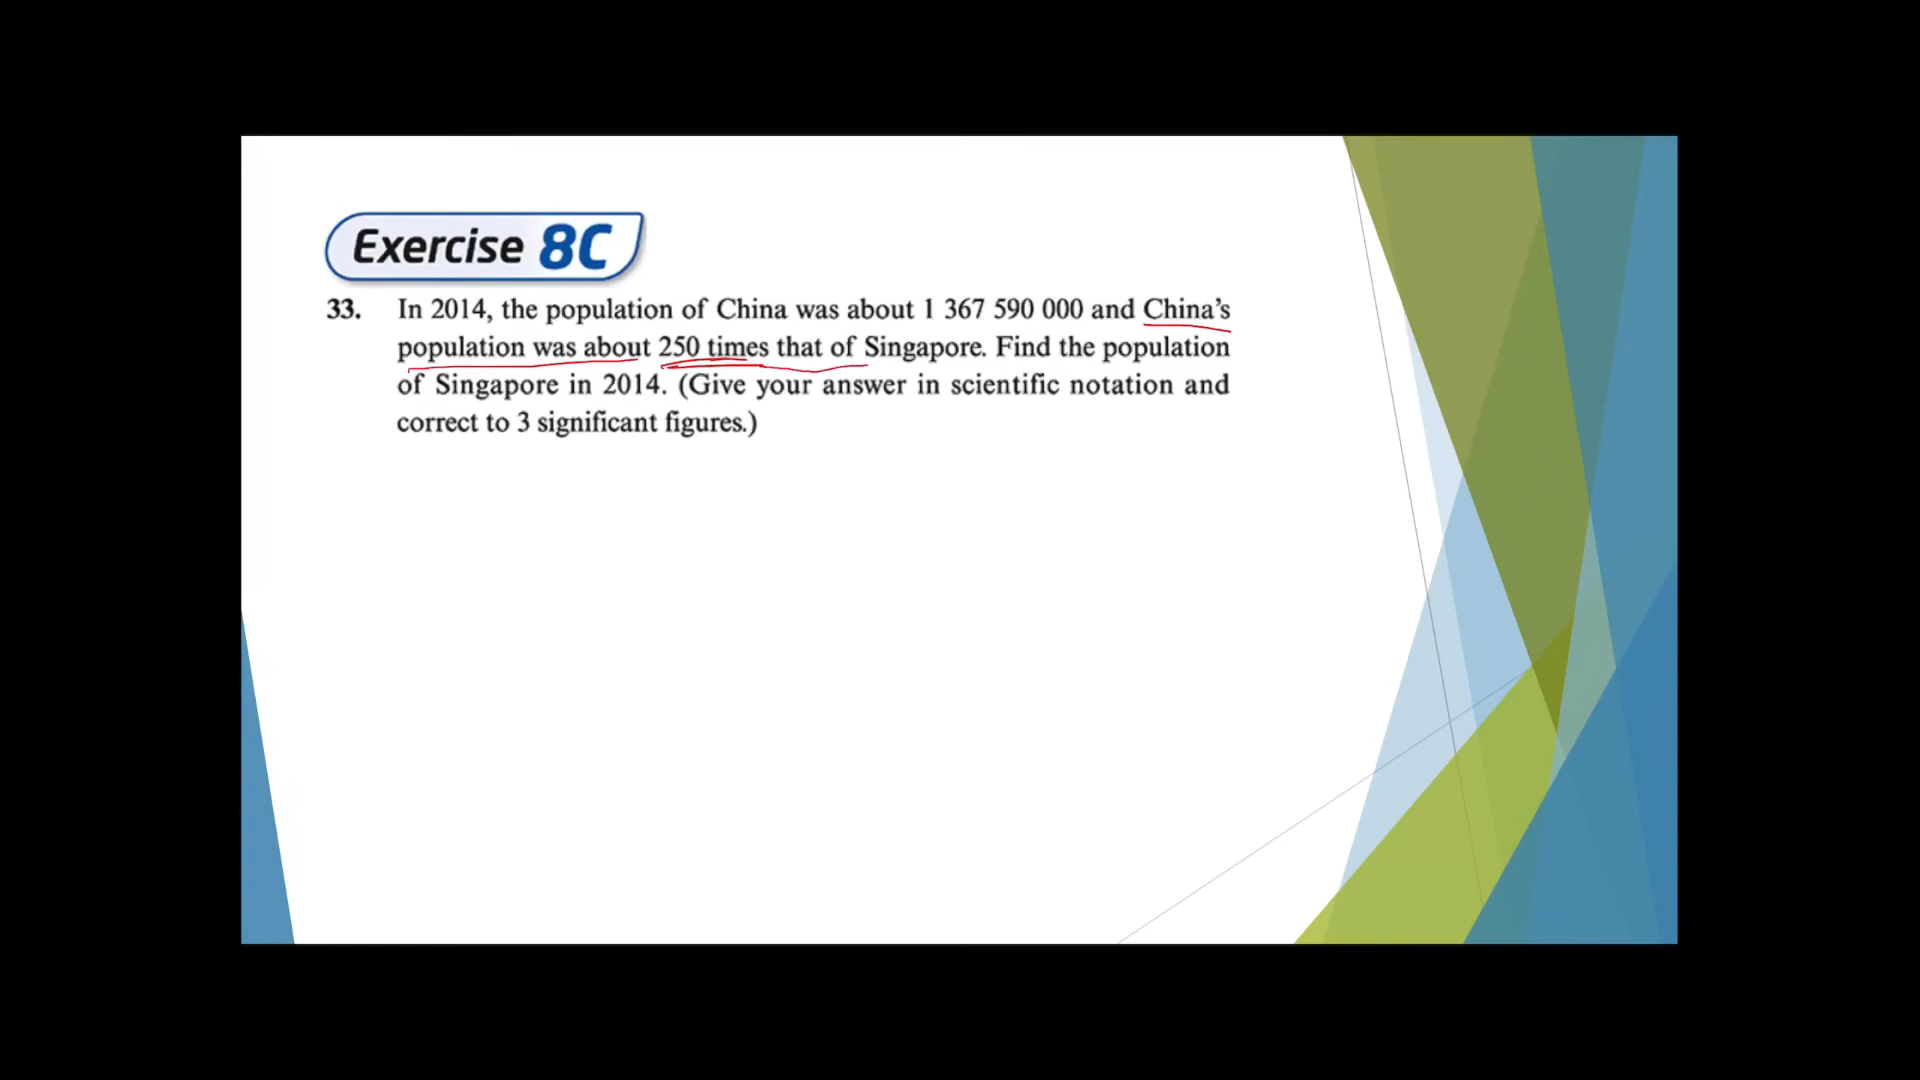 Exercise 8C
33. In 2014, the population of China was about 1 367 590 000 and China's
population was about 250 times that of Singapore. Find the population
of Singapore in 2014. (Give your answer in scientific notation and
correct to 3 significant figures.)